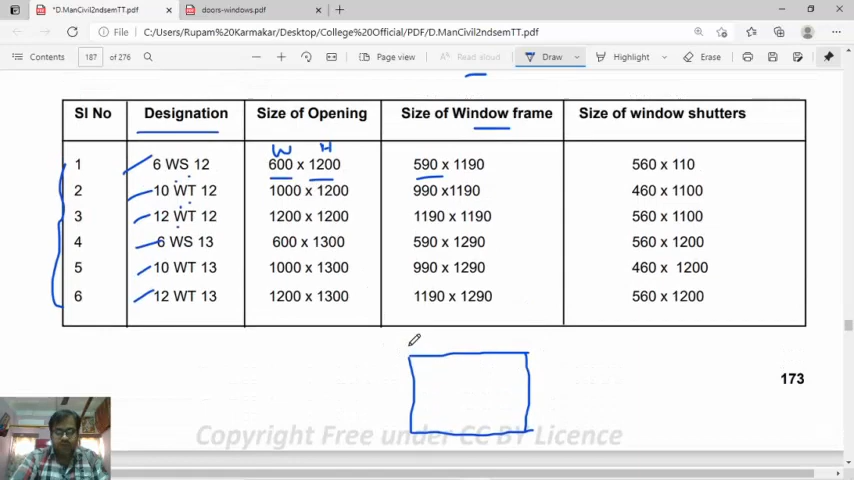 *D.ManCivil2ndsemTT.pdf
doors-windows.pdf
C:/Users/Rupam%20Karmakar/Desktop/College%20Official/PDF/D.ManCivil2ndsemTT.pdf
Contents 187 of 276 Page view Read aloud Draw Highlight Erase
Sl No Designation Size of Opening Size of Window frame Size of window shutters
W H
1 6 WS 12 600 x 1200 590 x 1190 560 x 110
2 10 WT 12 1000 x 1200 990 x1190 460 x 1100
3 12 WT 12 1200 x 1200 1190 x 1190 560 x 1100
4 6 WS 13 600 x 1300 590 x 1290 560 x 1200
5 10 WT 13 1000 x 1300 990 x 1290 460 x 1200
6 12 WT 13 1200 x 1300 1190 x 1290 560 x 1200
173
Copyright Free under CC BY Licence